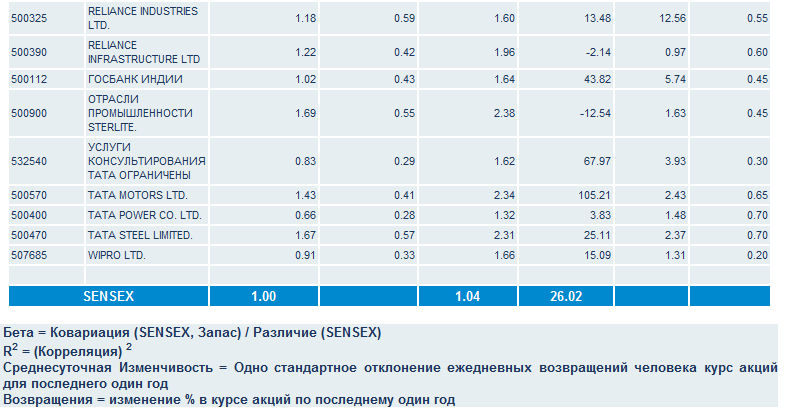 500325 RELIANCE INDUSTRIES LTD. 1.18 0.59 1.60 13.48 12.56 0.55
500390 RELIANCE INFRASTRUCTURE LTD 1.22 0.42 1.96 -2.14 0.97 0.60
500112 ГОСБАНК ИНДИИ 1.02 0.43 1.64 43.82 5.74 0.45
500900 ОТРАСЛИ ПРОМЫШЛЕННОСТИ STERLITE. 1.69 0.55 2.38 -12.54 1.63 0.45
532540 УСЛУГИ КОНСУЛЬТИРОВАНИЯ ТАТА ОГРАНИЧЕНЫ 0.83 0.29 1.62 67.97 3.93 0.30
500570 TATA MOTORS LTD. 1.43 0.41 2.34 105.21 2.43 0.65
500400 TATA POWER CO. LTD. 0.66 0.28 1.32 3.83 1.48 0.70
500470 TATA STEEL LIMITED. 1.67 0.57 2.31 25.11 2.37 0.70
507685 WIPRO LTD. 0.91 0.33 1.66 15.09 1.31 0.20
SENSEX 1.00 1.04 26.02
Бета = Ковариация (SENSEX, Запас) / Различие (SENSEX)
R² = (Корреляция) ²
Среднесуточная Изменчивость = Одно стандартное отклонение ежедневных возвращений человека курс акций
для последнего один год
Возвращения = изменение % в курсе акций по последнему один год